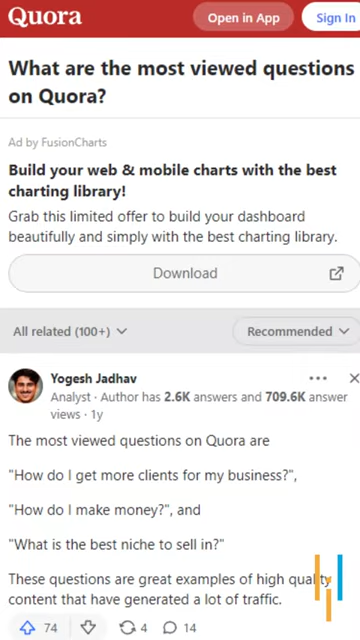 Quora
Open in App
Sign In
What are the most viewed questions
on Quora?
Ad by FusionCharts
Build your web & mobile charts with the best
charting library!
Grab this limited offer to build your dashboard
beautifully and simply with the best charting library.
Download
All related (100+)
Recommended
Yogesh Jadhav
Analyst · Author has 2.6K answers and 709.6K answer
views · 1y
The most viewed questions on Quora are
"How do I get more clients for my business?",
"How do I make money?", and
"What is the best niche to sell in?"
These questions are great examples of high quality
content that have generated a lot of traffic.
74
4
14